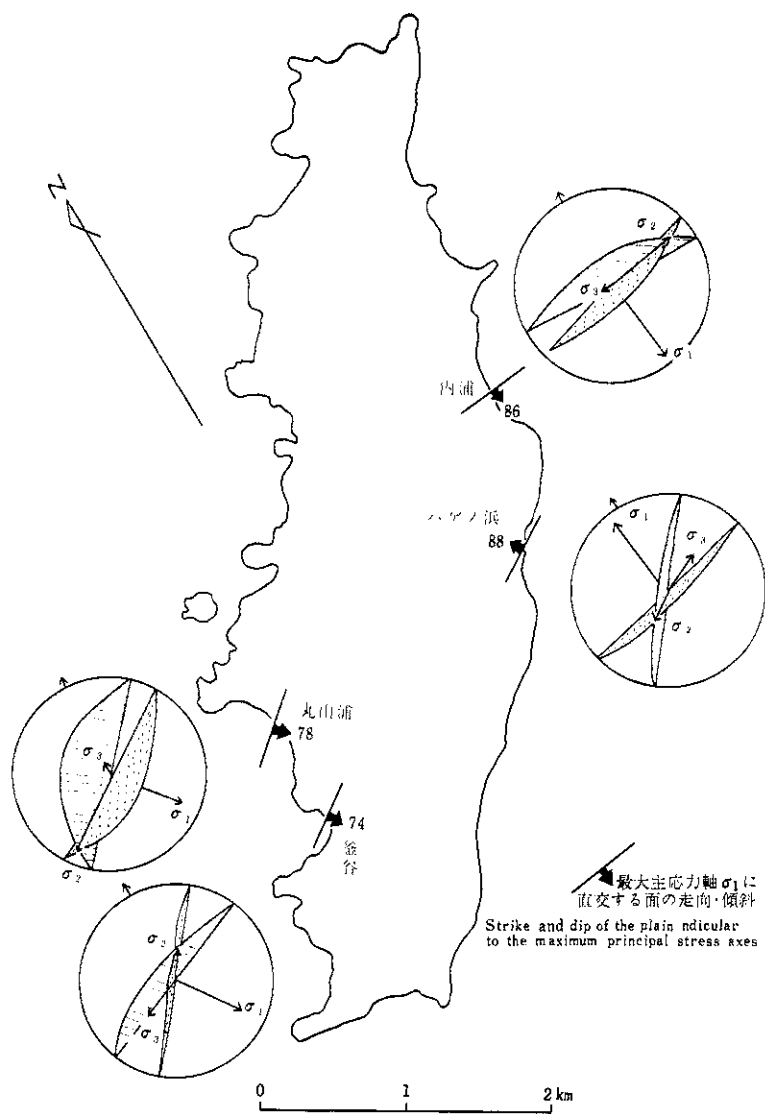 N
σ2
σ3
σ1
内浦
86
ハヤノ浜
88
σ1
σ3
σ2
丸山浦
78
σ3
σ1
σ2
74
釜谷
σ2
σ1
σ3
最大主応力軸σ1に
直交する面の走向・傾斜
Strike and dip of the plain ndicular
to the maximum principal stress axes
0 1 2km